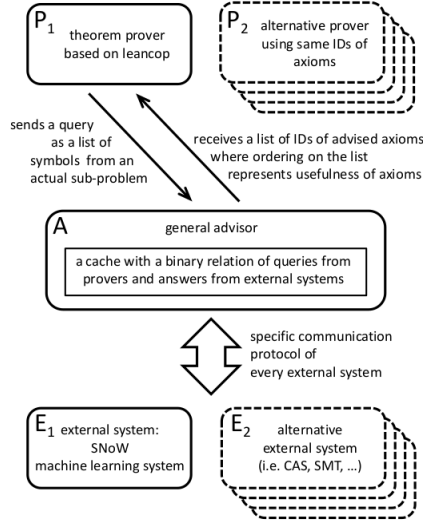 P1
theorem prover
based on leancop
P2
alternative prover
using same IDs of
axioms
sends a query
as a list of
symbols from an
actual sub-problem
receives a list of IDs of advised axioms
where ordering on the list
represents usefulness of axioms
A
general advisor
a cache with a binary relation of queries from
provers and answers from external systems
specific communication
protocol of
every external system
E1
external system:
SNoW
machine learning system
E2
alternative
external system
(i.e. CAS, SMT, ...)